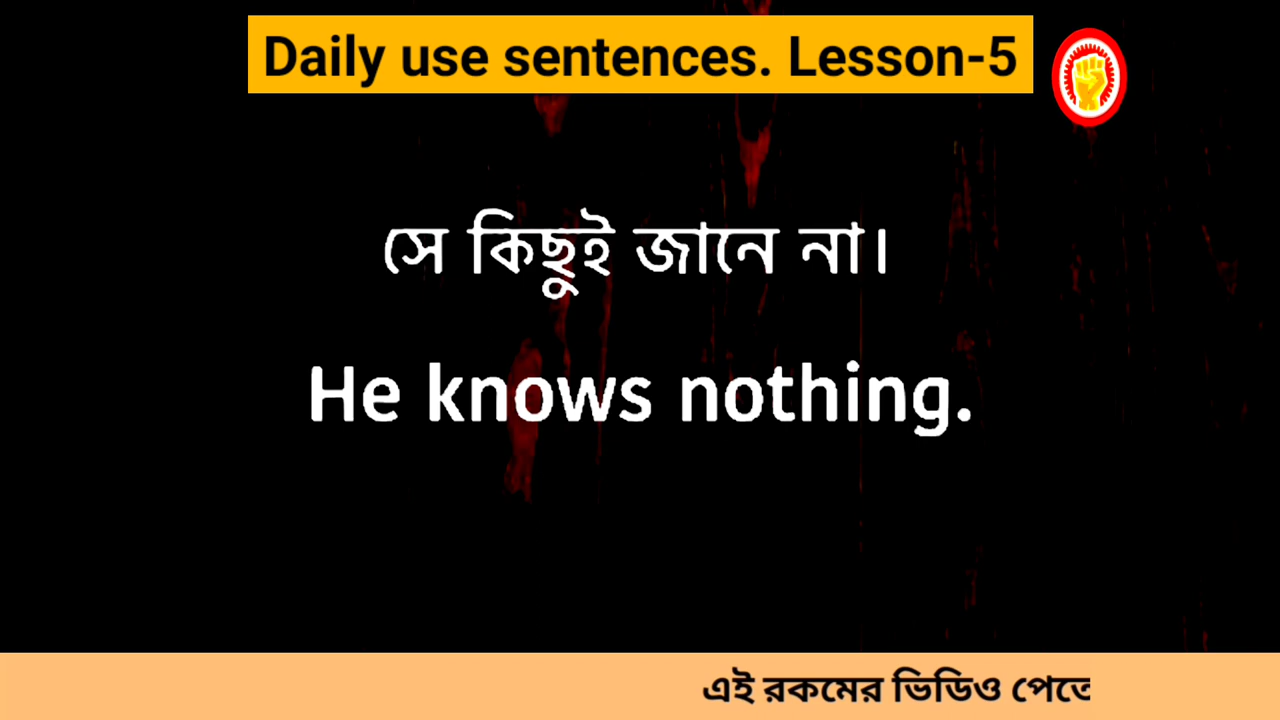 Daily use sentences. Lesson-5
সে কিছুই জানে না।
He knows nothing.
এই রকমের ভিডিও পেতে